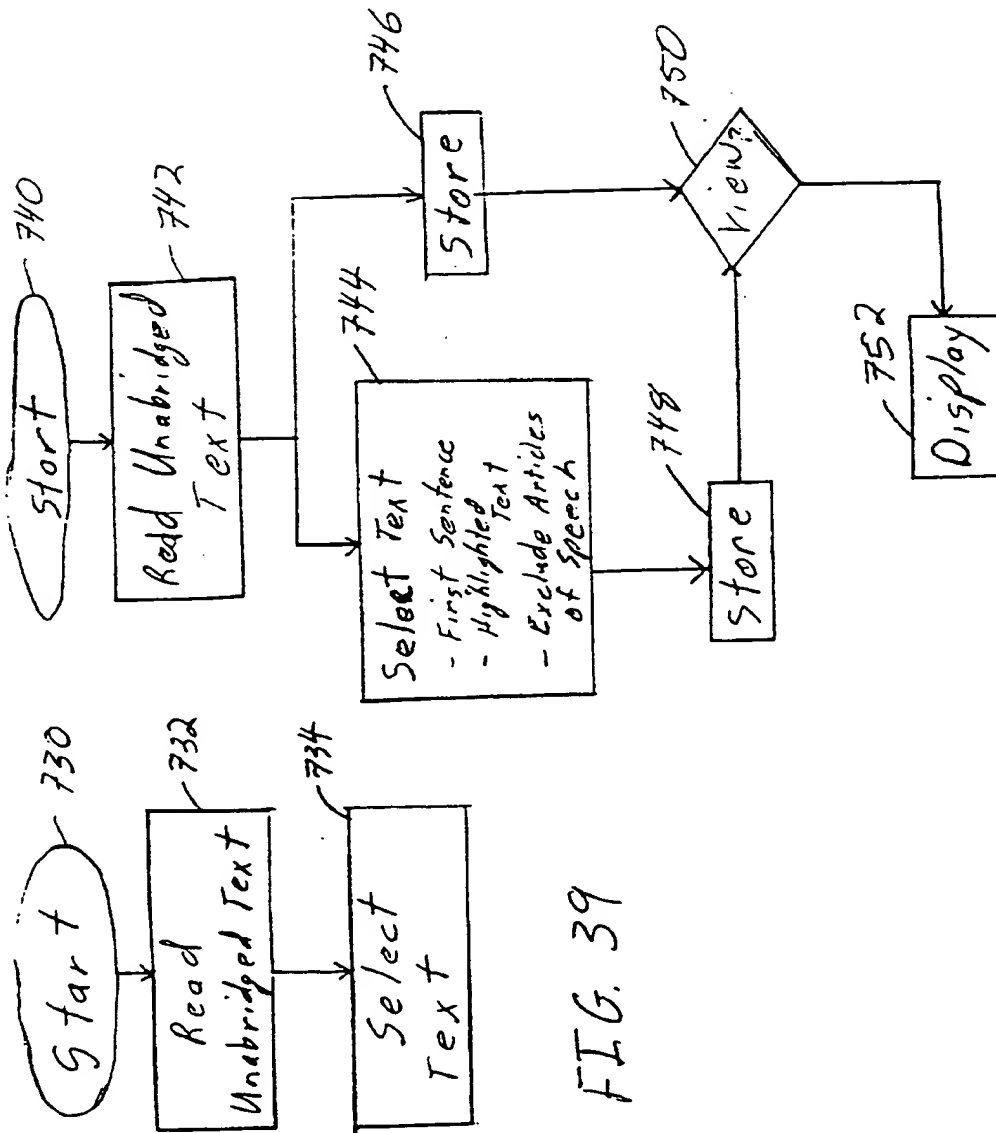 Start
730
Read
Unabridged Text
732
Select
Text
734
FIG. 39
Start
740
Read Unabridged
Text
742
Select Text
- First Sentence
- Highlighted
Text
- Exclude Articles
of Speech
744
Store
746
Store
748
View?
750
Display
752